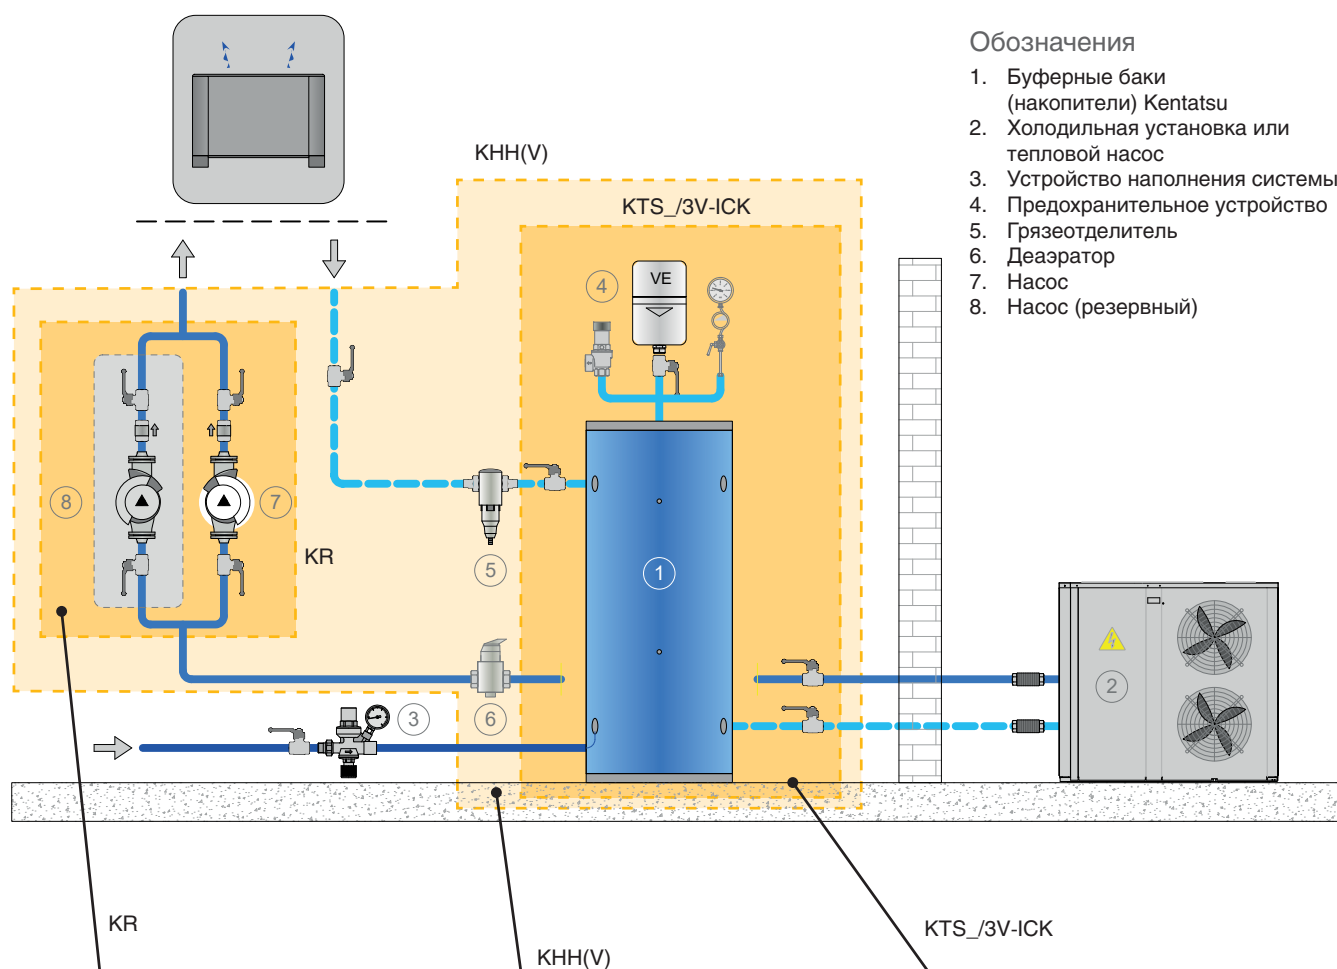 Обозначения
1. Буферные баки
(накопители) Kentatsu
2. Холодильная установка или
тепловой насос
3. Устройство наполнения системы
4. Предохранительное устройство
5. Грязеотделитель
6. Деаэратор
7. Насос
8. Насос (резервный)
KHH(V)
KTS_/3V-ICK
4
VE
8
7
KR
5
1
2
3
6
KR
KHH(V)
KTS_/3V-ICK